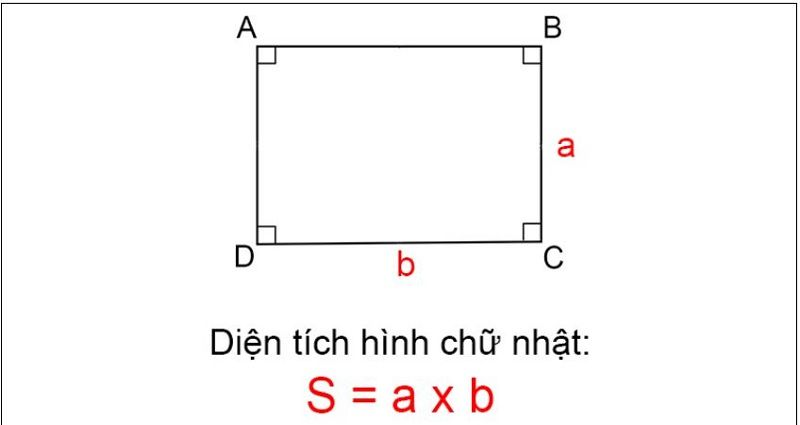 A B
a
D C
b
Diện tích hình chữ nhật:
S = a x b